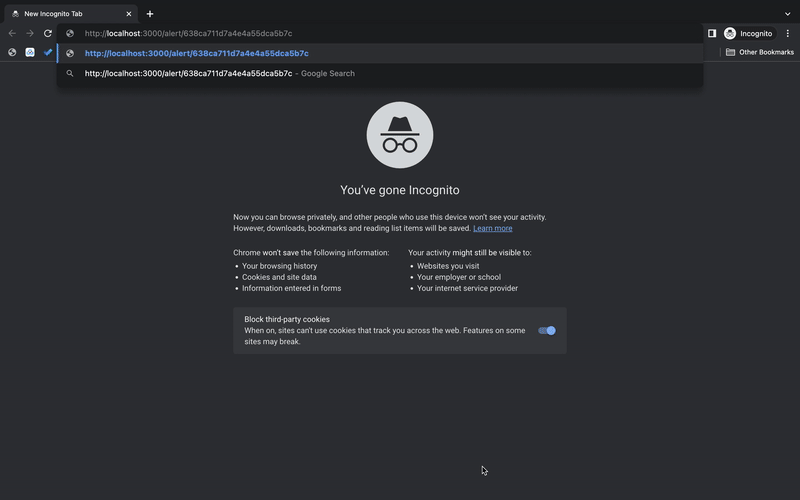 New Incognito Tab
http://localhost:3000/alert/638ca711d7a4e4a55dca5b7c
Incognito
http://localhost:3000/alert/638ca711d7a4e4a55dca5b7c
Other Bookmarks
http://localhost:3000/alert/638ca711d7a4e4a55dca5b7c - Google Search
You've gone Incognito
Now you can browse privately, and other people who use this device won't see your activity.
However, downloads, bookmarks and reading list items will be saved. Learn more
Chrome won't save the following information:
• Your browsing history
• Cookies and site data
• Information entered in forms
Your activity might still be visible to:
• Websites you visit
• Your employer or school
• Your internet service provider
Block third-party cookies
When on, sites can't use cookies that track you across the web. Features on some
sites may break.